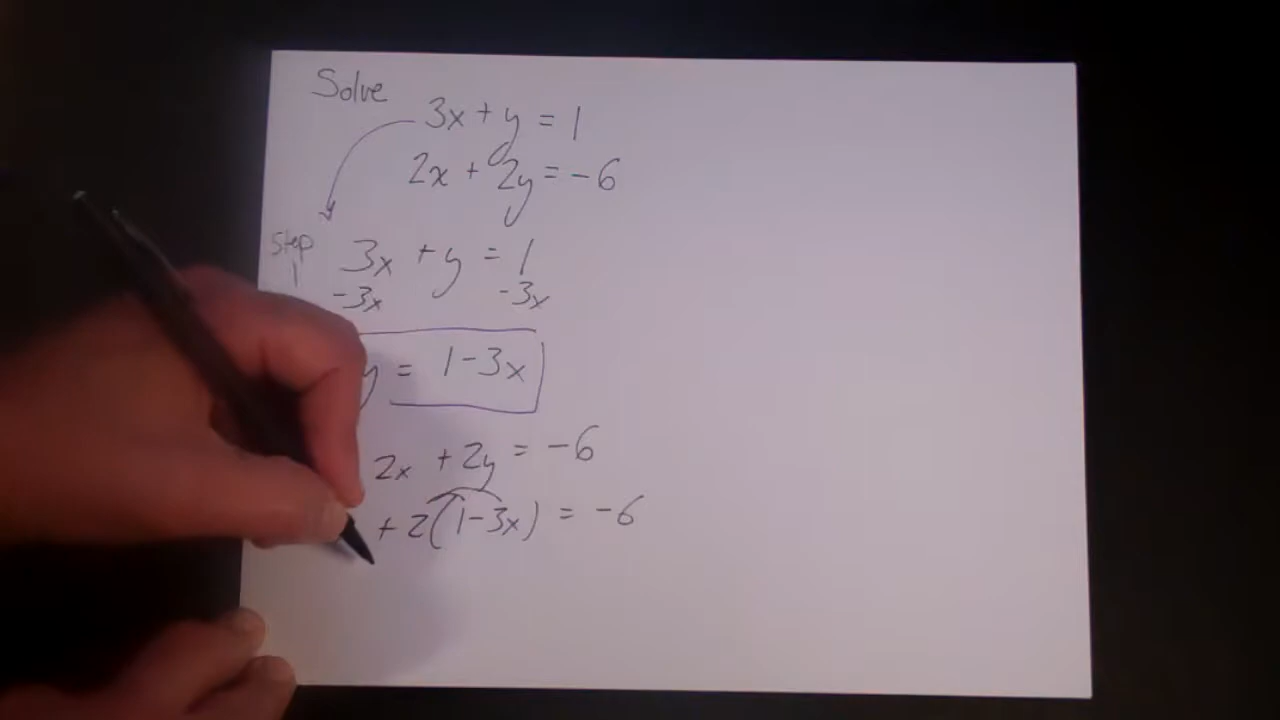 Solve
3x + y = 1
2x + 2y = -6
Step 1
3x + y = 1
-3x -3x
y = 1-3x
2x + 2y = -6
+ 2(1-3x) = -6